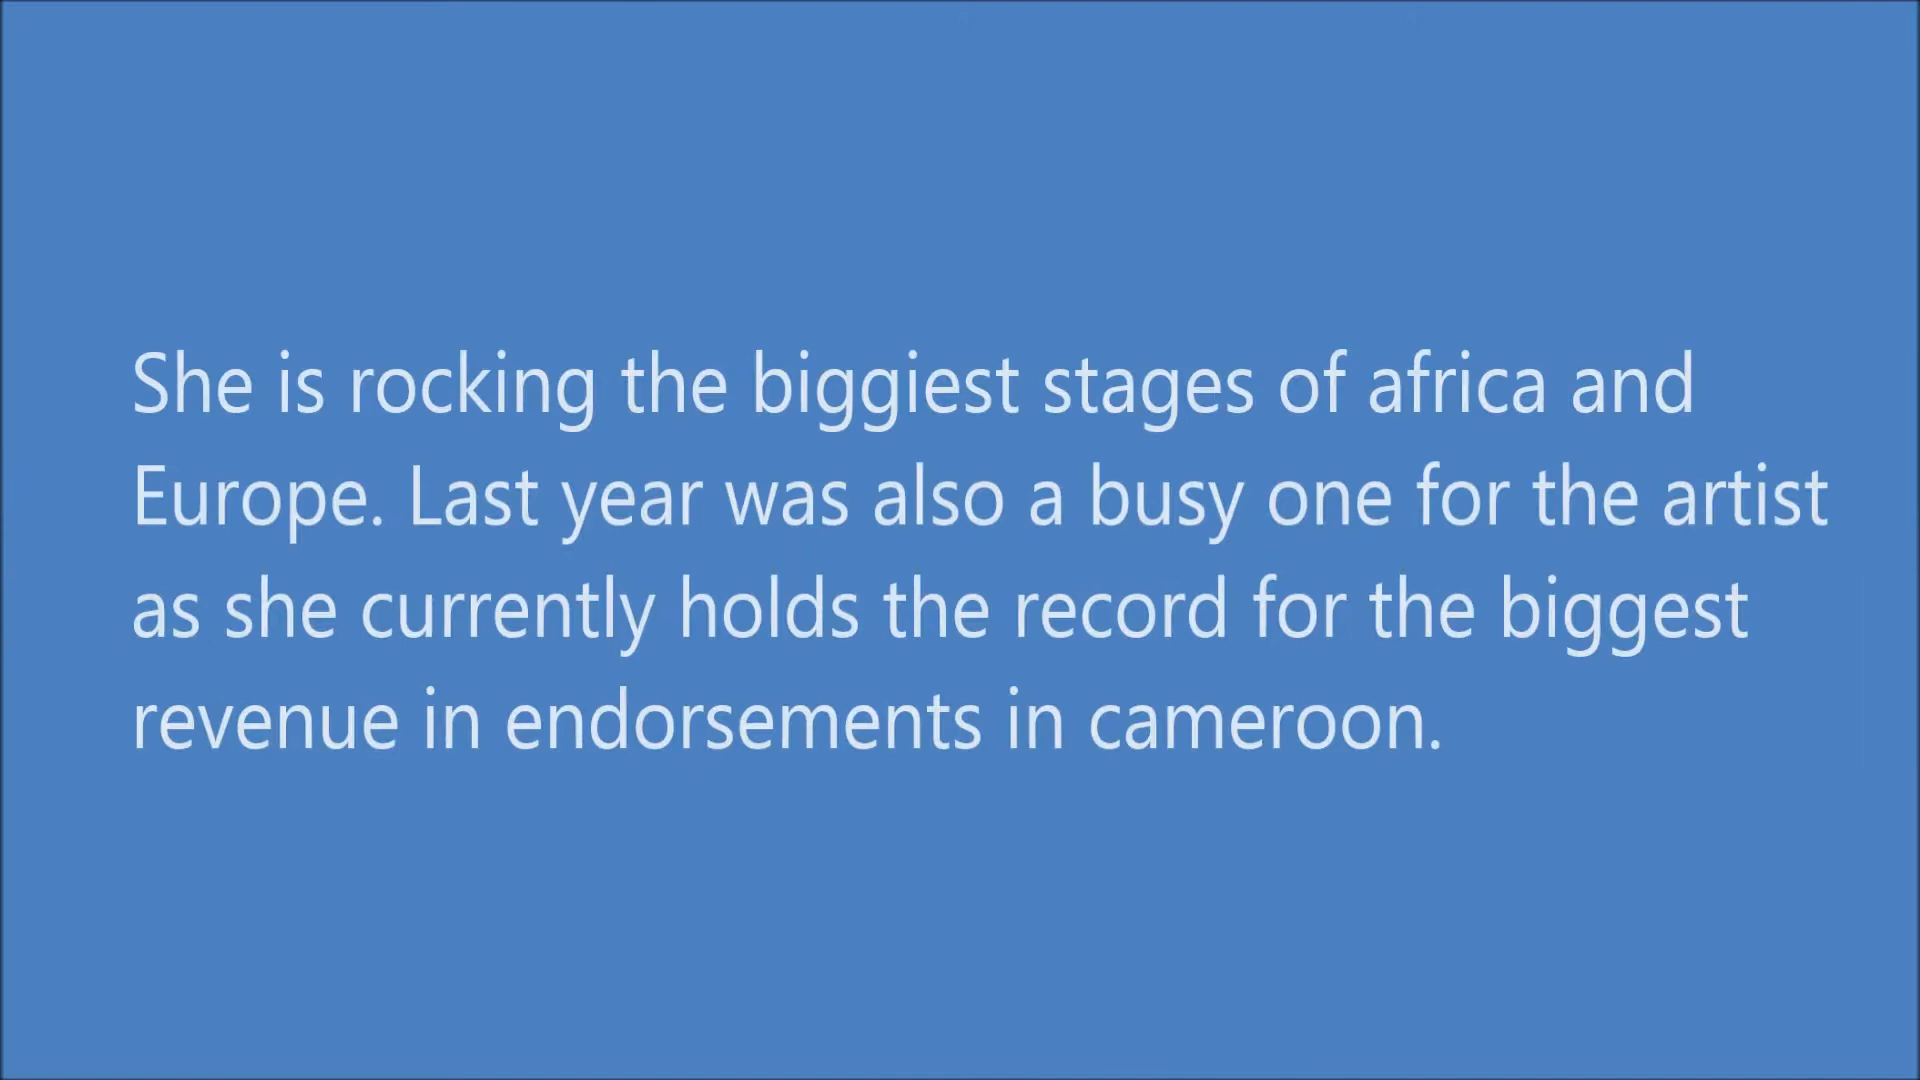 She is rocking the biggiest stages of africa and
Europe. Last year was also a busy one for the artist
as she currently holds the record for the biggest
revenue in endorsements in cameroon.